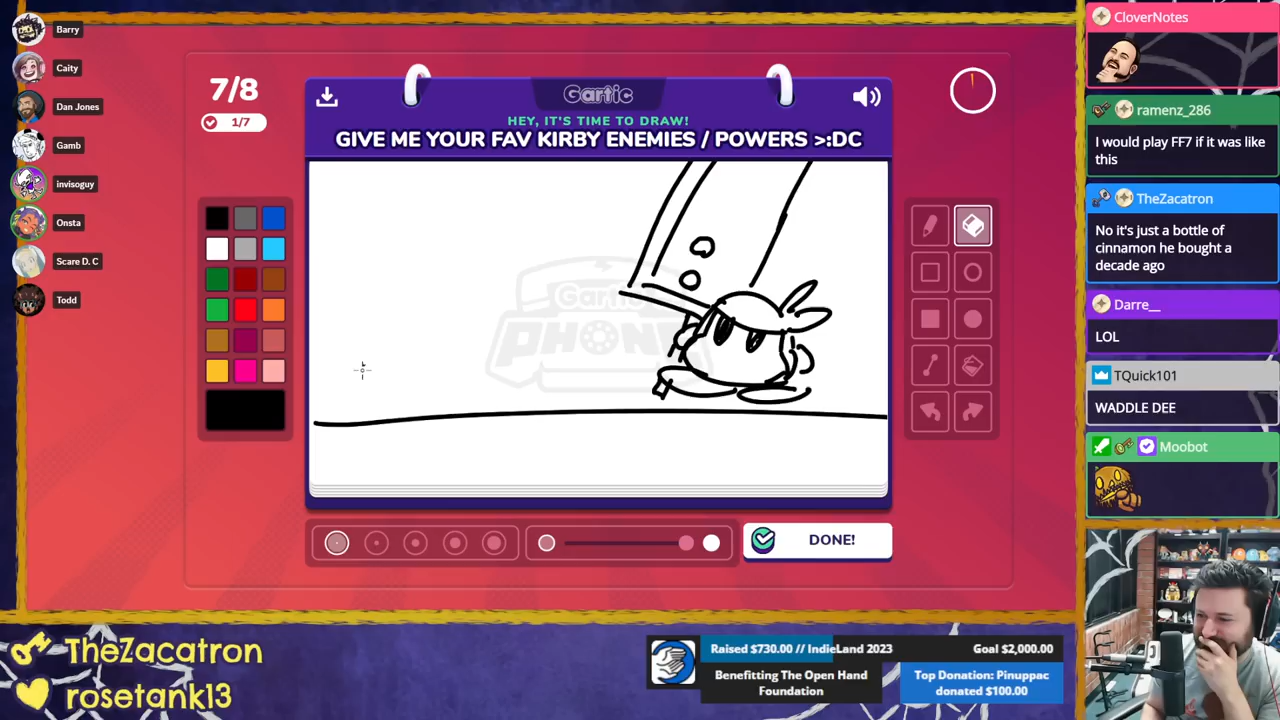 Barry
Caity
Dan Jones
Gamb
invisoguy
Onsta
Scare D. C
Todd
7/8
1/7
Gartic
HEY, IT'S TIME TO DRAW!
GIVE ME YOUR FAV KIRBY ENEMIES / POWERS >:DC
Gartic
PHONE
DONE!
CloverNotes
ramenz_286
I would play FF7 if it was like
this
TheZacatron
No it's just a bottle of
cinnamon he bought a
decade ago
Darre__
LOL
TQuick101
WADDLE DEE
Moobot
TheZacatron
rosetank13
Raised $730.00 // IndieLand 2023
Goal $2,000.00
Benefitting The Open Hand
Foundation
Top Donation: Pinuppac
donated $100.00